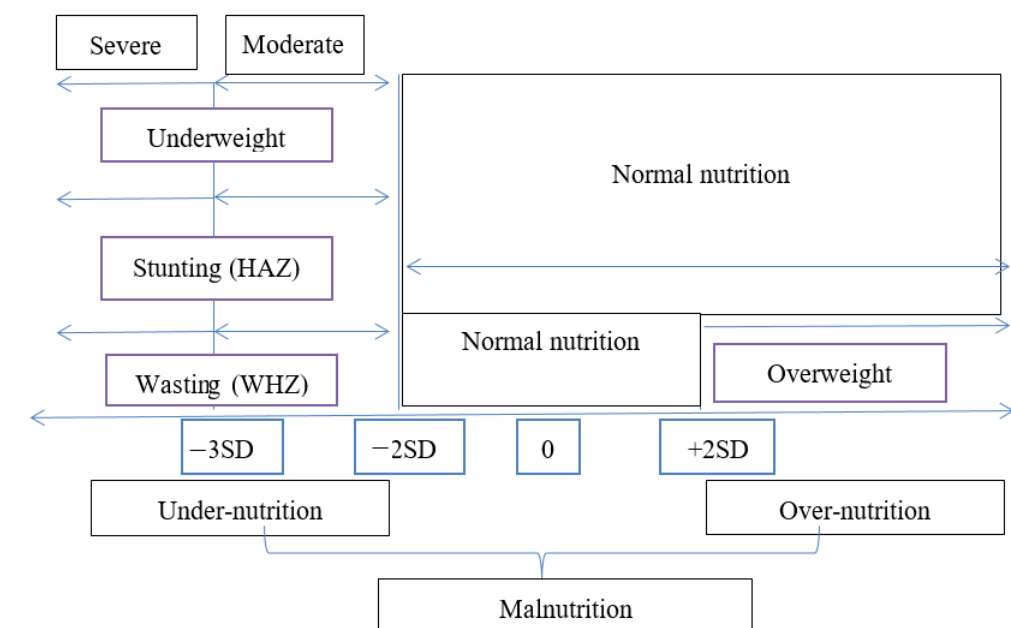 Severe
Moderate
Underweight
Normal nutrition
Stunting (HAZ)
Normal nutrition
Wasting (WHZ)
Overweight
−3SD
−2SD
0
+2SD
Under-nutrition
Over-nutrition
Malnutrition